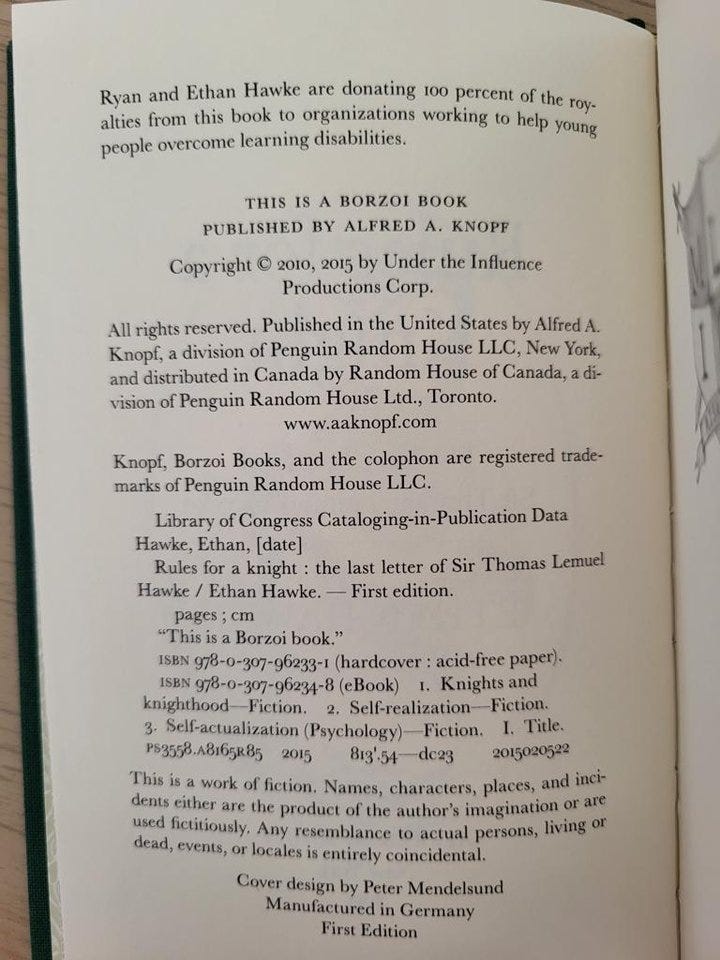 Ryan and Ethan Hawke are donating 100 percent of the roy-
alties from this book to organizations working to help young
people overcome learning disabilities.
THIS IS A BORZOI BOOK
PUBLISHED BY ALFRED A. KNOPF
Copyright © 2010, 2015 by Under the Influence
Productions Corp.
All rights reserved. Published in the United States by Alfred A.
Knopf, a division of Penguin Random House LLC, New York,
and distributed in Canada by Random House of Canada, a di-
vision of Penguin Random House Ltd., Toronto.
www.aaknopf.com
Knopf, Borzoi Books, and the colophon are registered trade-
marks of Penguin Random House LLC.
Library of Congress Cataloging-in-Publication Data
Hawke, Ethan, [date]
Rules for a knight : the last letter of Sir Thomas Lemuel
Hawke / Ethan Hawke. — First edition.
pages ; cm
“This is a Borzoi book.”
ISBN 978-0-307-96233-1 (hardcover : acid-free paper).
ISBN 978-0-307-96234-8 (eBook) 1. Knights and
knighthood—Fiction. 2. Self-realization—Fiction.
3. Self-actualization (Psychology)—Fiction. I. Title.
PS3558.A8165R85 2015 813'.54—dc23 2015020522
This is a work of fiction. Names, characters, places, and inci-
dents either are the product of the author’s imagination or are
used fictitiously. Any resemblance to actual persons, living or
dead, events, or locales is entirely coincidental.
Cover design by Peter Mendelsund
Manufactured in Germany
First Edition